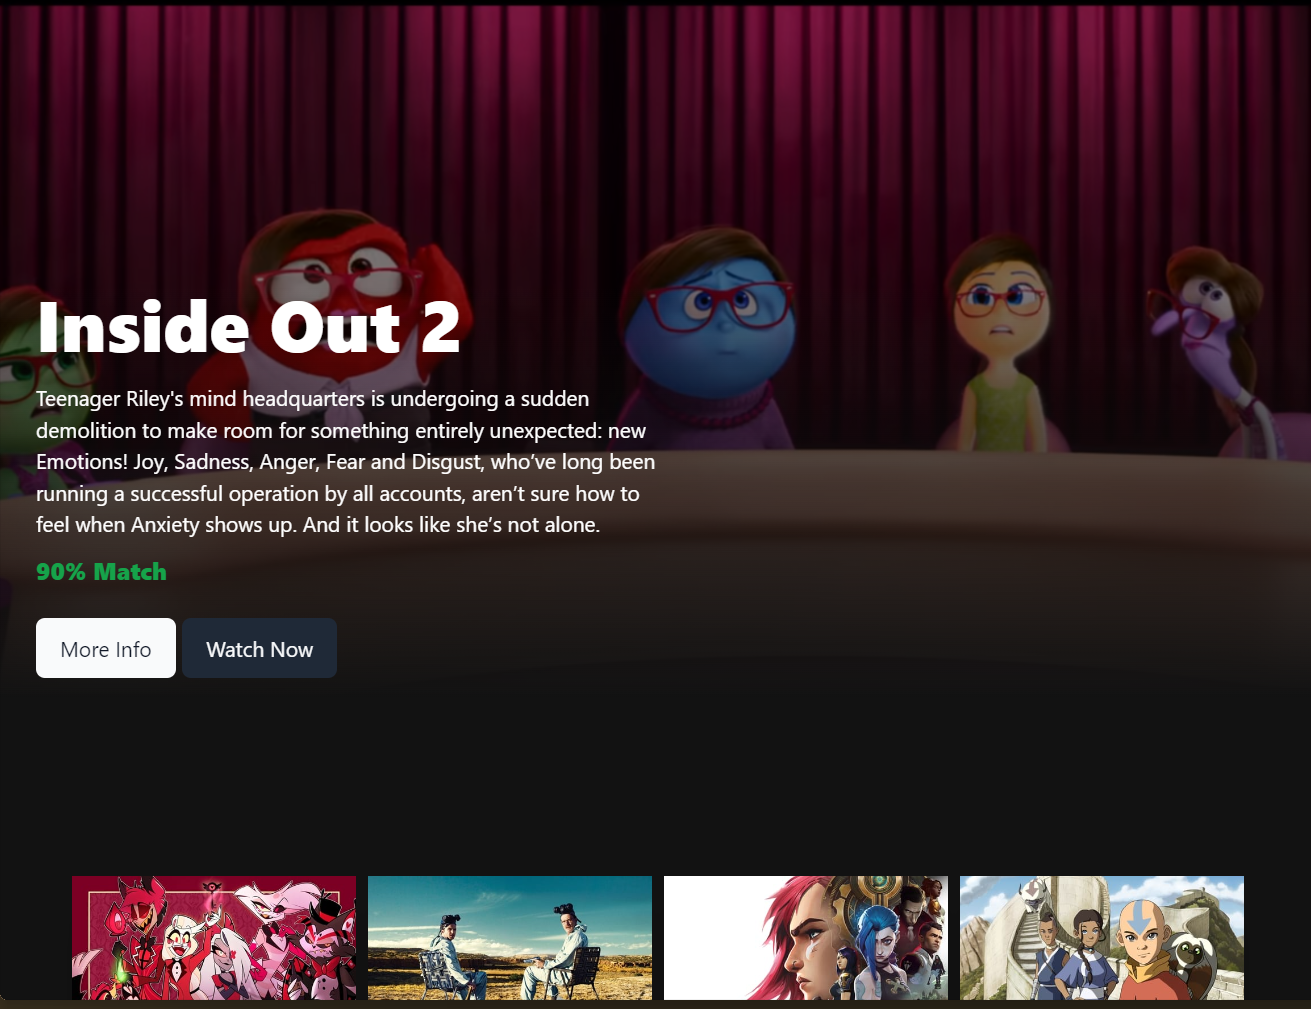 Inside Out 2
Teenager Riley's mind headquarters is undergoing a sudden
demolition to make room for something entirely unexpected: new
Emotions! Joy, Sadness, Anger, Fear and Disgust, who’ve long been
running a successful operation by all accounts, aren’t sure how to
feel when Anxiety shows up. And it looks like she’s not alone.
90% Match
More Info
Watch Now